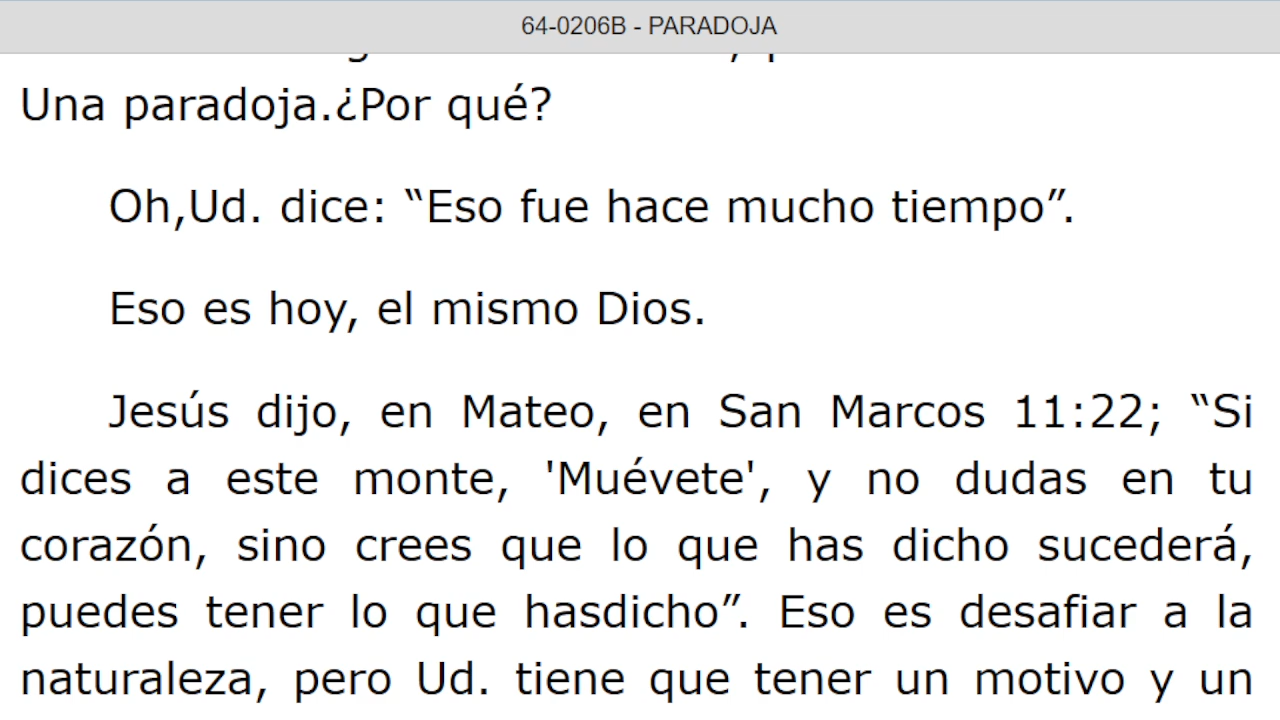 64-0206B - PARADOJA
Una paradoja.¿Por qué?
Oh,Ud. dice: “Eso fue hace mucho tiempo”.
Eso es hoy, el mismo Dios.
Jesús dijo, en Mateo, en San Marcos 11:22; “Si
dices a este monte, 'Muévete', y no dudas en tu
corazón, sino crees que lo que has dicho sucederá,
puedes tener lo que hasdicho”. Eso es desafiar a la
naturaleza, pero Ud. tiene que tener un motivo y un